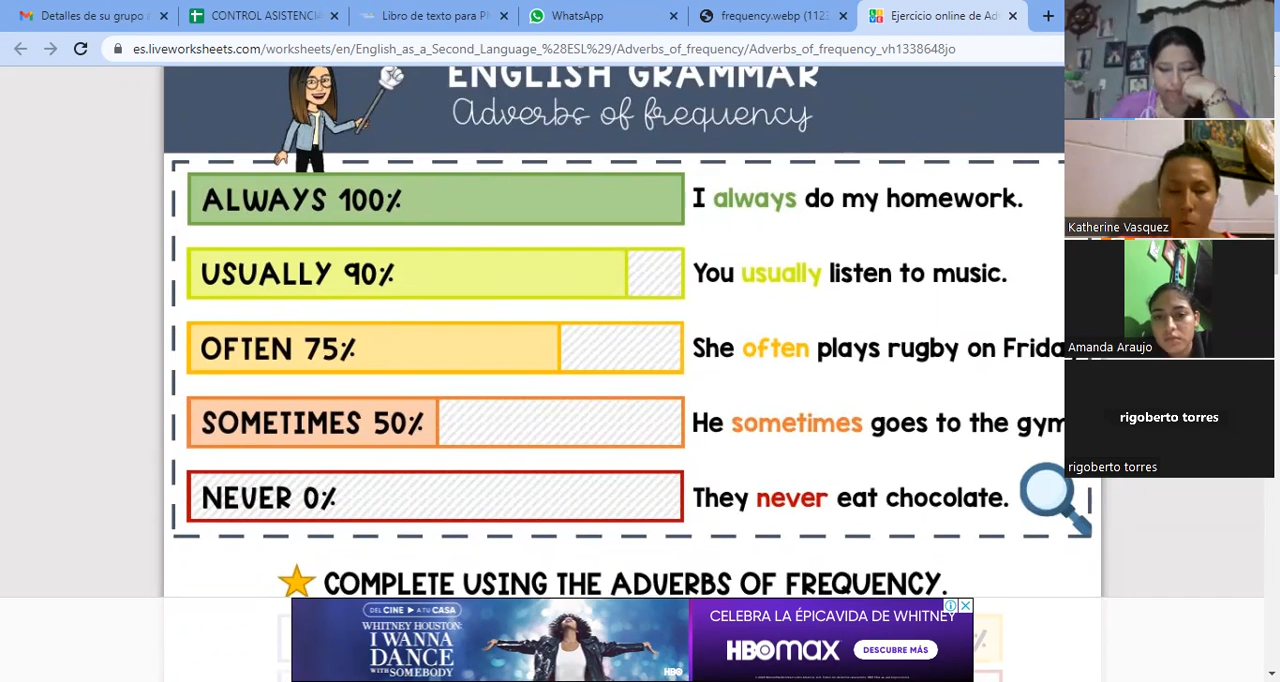 Detalles de su grupo
CONTROL ASISTENCIA
Libro de texto para
WhatsApp
frequency.webp (112
Ejercicio online de Ad
es.liveworksheets.com/worksheets/en/English_as_a_Second_Language_%28ESL%29/Adverbs_of_frequency/Adverbs_of_frequency_vh1338648jo
ENGLISH GRAMMAR
Adverbs of frequency
ALWAYS 100%
I always do my homework.
USUALLY 90%
You usually listen to music.
OFTEN 75%
She often plays rugby on Frida
SOMETIMES 50%
He sometimes goes to the gym
NEVER 0%
They never eat chocolate.
COMPLETE USING THE ADVERBS OF FREQUENCY.
DEL CINE ▶ A TU CASA
WHITNEY HOUSTON:
I WANNA
DANCE
WITH SOMEBODY
HBO
CELEBRA LA ÉPICA VIDA DE WHITNEY
HBOMAX
DESCUBRE MÁS
Katherine Vasquez
Amanda Araujo
rigoberto torres
rigoberto torres